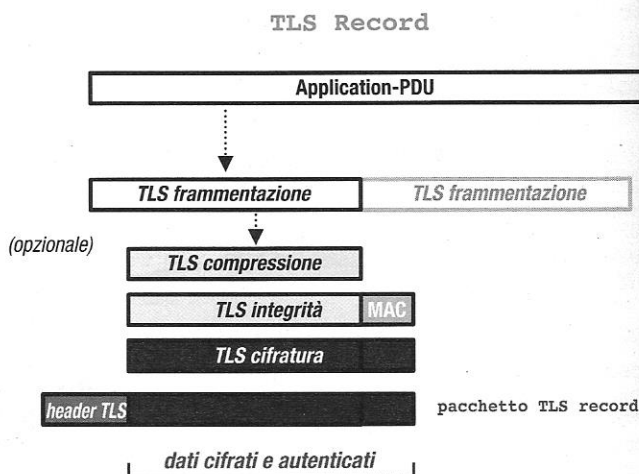 TLS Record
Application-PDU
TLS frammentazione TLS frammentazione
(opzionale)
TLS compressione
TLS integrità MAC
TLS cifratura
header TLS pacchetto TLS record
dati cifrati e autenticati